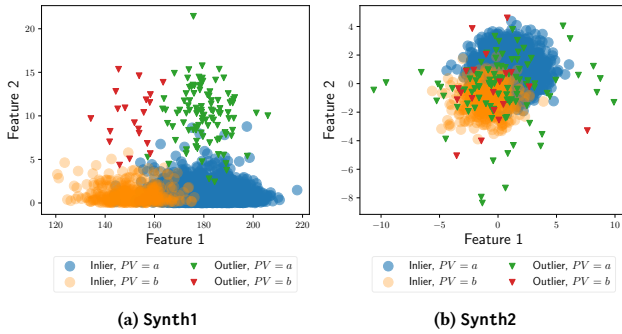 20
15
10
5
0
Feature 2
120
140
160
180
200
220
Feature 1
Inlier, PV = a
Outlier, PV = a
Inlier, PV = b
Outlier, PV = b
(a) Synth1
4
2
0
−2
−4
−6
−8
Feature 2
−10
−5
0
5
10
Feature 1
Inlier, PV = a
Outlier, PV = a
Inlier, PV = b
Outlier, PV = b
(b) Synth2